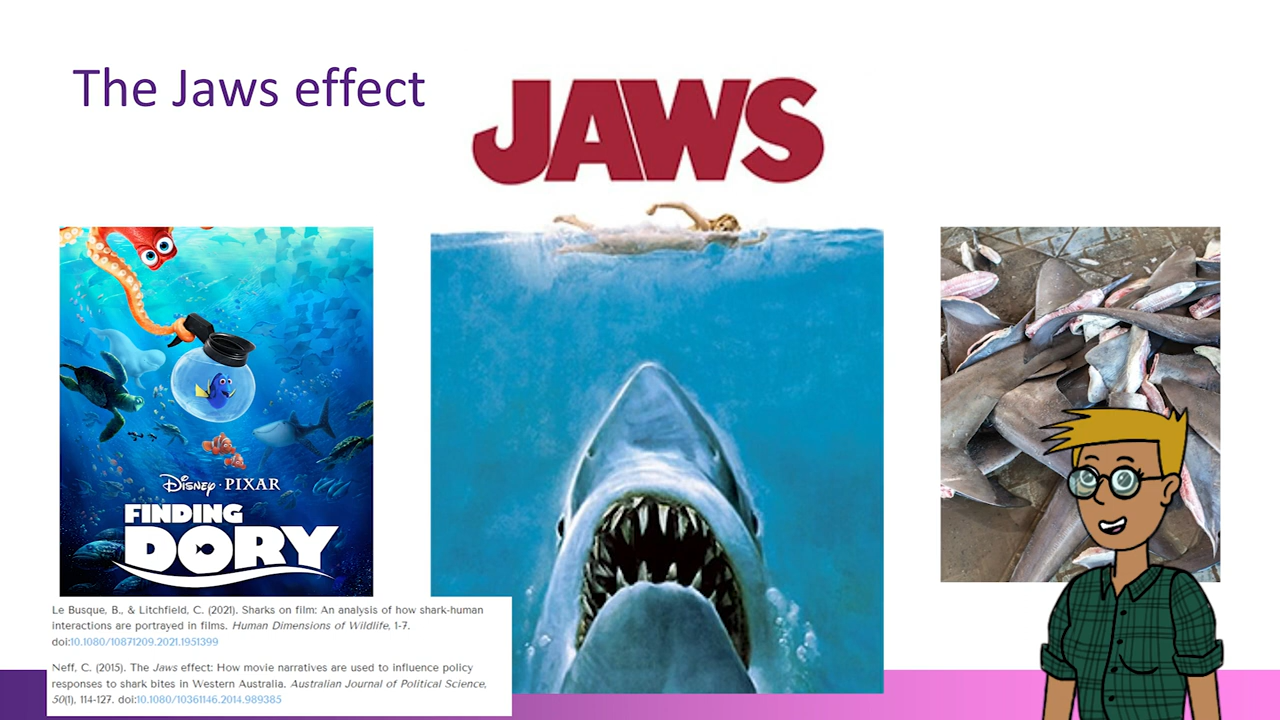 The Jaws effect
JAWS
Disney · PIXAR
FINDING
DORY
Le Busque, B., & Litchfield, C. (2021). Sharks on film: An analysis of how shark-human
interactions are portrayed in films. Human Dimensions of Wildlife, 1-7.
doi:10.1080/10871209.2021.1951399
Neff, C. (2015). The Jaws effect: How movie narratives are used to influence policy
responses to shark bites in Western Australia. Australian Journal of Political Science,
50(1), 114-127. doi:10.1080/10361146.2014.989385